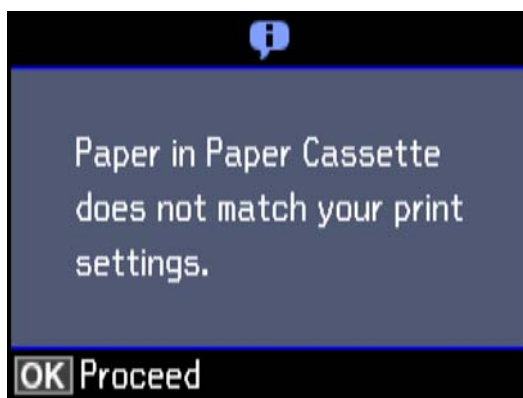 Paper in Paper Cassette
does not match your print
settings.
OK Proceed